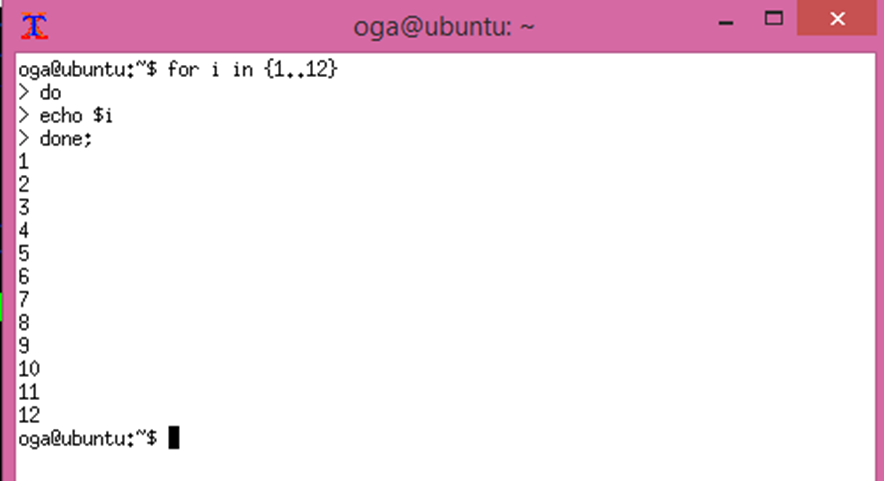 oga@ubuntu: ~
oga@ubuntu:~$ for i in {1..12}
> do
> echo $i
> done;
1
2
3
4
5
6
7
8
9
10
11
12
oga@ubuntu:~$